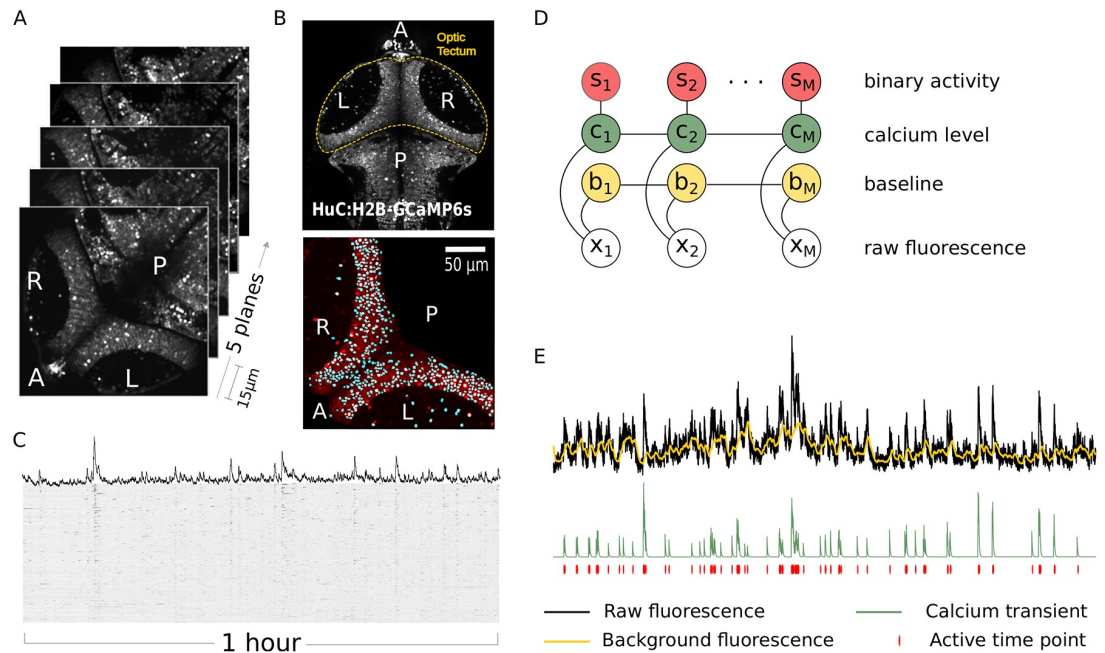 A
R
P
A
L
5 planes
15μm
B
A
Optic
Tectum
L
R
P
HuC:H2B-GCaMP6s
50 μm
R
P
A
L
C
1 hour
D
s1 s2 ··· sM binary activity
c1 c2 cM calcium level
b1 b2 bM baseline
x1 x2 xM raw fluorescence
E
Raw fluorescence
Calcium transient
Background fluorescence
Active time point